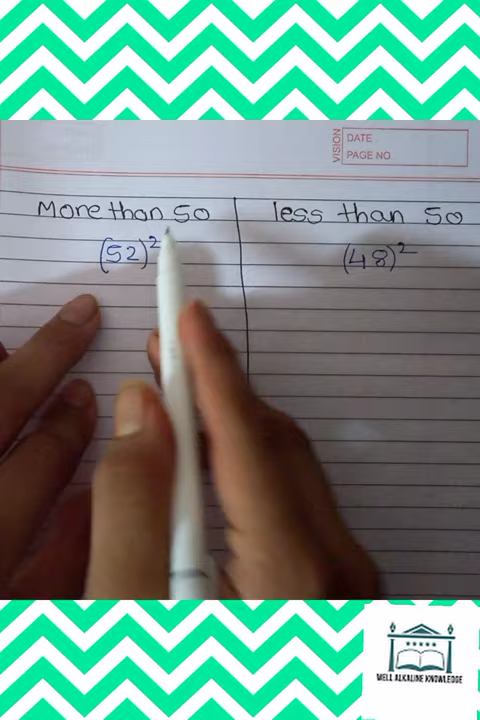 VISION
DATE
PAGE NO
More than 50
less than 50
(52)²
(48)²
WELL ALKALINE KNOWLEDGE